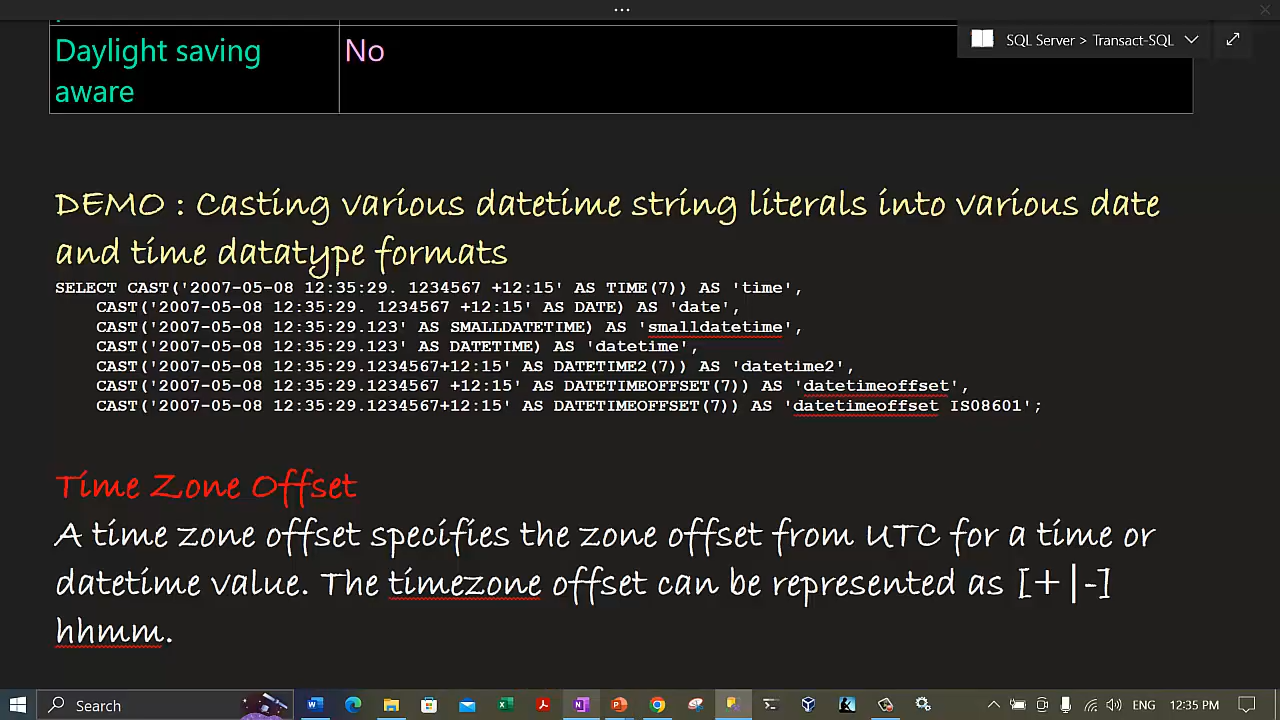 ...
SQL Server > Transact-SQL
Daylight saving No
aware
DEMO : Casting various datetime string literals into various date
and time datatype formats
SELECT CAST('2007-05-08 12:35:29. 1234567 +12:15' AS TIME(7)) AS 'time',
CAST('2007-05-08 12:35:29. 1234567 +12:15' AS DATE) AS 'date',
CAST('2007-05-08 12:35:29.123' AS SMALLDATETIME) AS 'smalldatetime',
CAST('2007-05-08 12:35:29.123' AS DATETIME) AS 'datetime',
CAST('2007-05-08 12:35:29.1234567+12:15' AS DATETIME2(7)) AS 'datetime2',
CAST('2007-05-08 12:35:29.1234567 +12:15' AS DATETIMEOFFSET(7)) AS 'datetimeoffset',
CAST('2007-05-08 12:35:29.1234567+12:15' AS DATETIMEOFFSET(7)) AS 'datetimeoffset IS08601';
Time Zone Offset
A time zone offset specifies the zone offset from UTC for a time or
datetime value. The timezone offset can be represented as [+|-]
hhmm.
Search ENG 12:35 PM